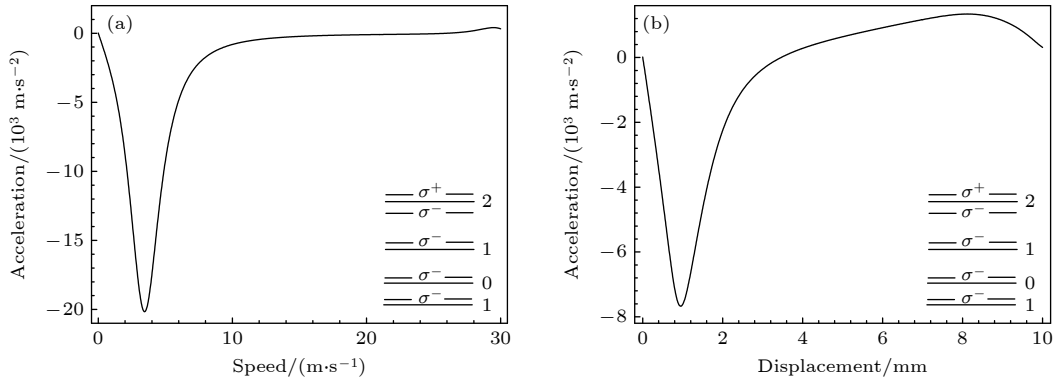 (a)
0
−5
−10
−15
−20
Acceleration/(10³ m·s⁻²)
σ⁺
2
σ⁻
σ⁻ 1
σ⁻ 0
σ⁻ 1
0 10 20 30
Speed/(m·s⁻¹)
(b)
0
−2
−4
−6
−8
Acceleration/(10³ m·s⁻²)
σ⁺
2
σ⁻
σ⁻ 1
σ⁻ 0
σ⁻ 1
0 2 4 6 8 10
Displacement/mm